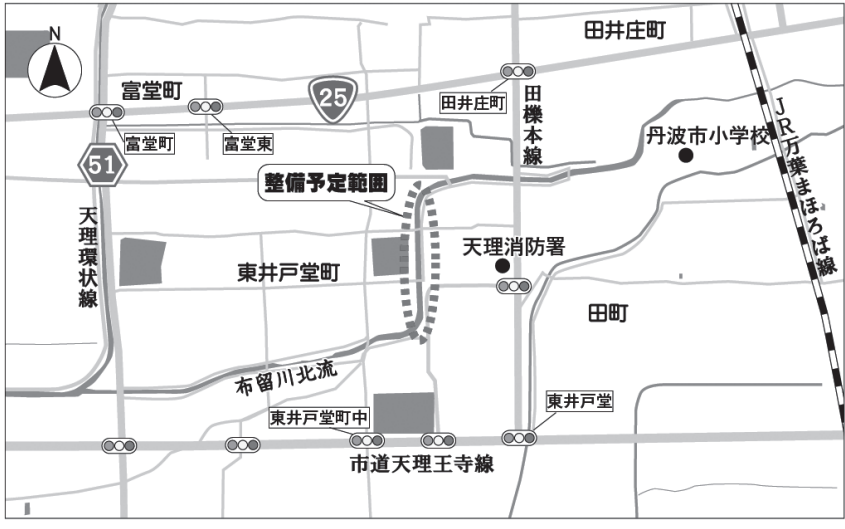 田井庄町
N
富堂町
25
田井庄町
田櫟本線
JR万葉まほろば線
富堂町
富堂東
丹波市小学校
51
整備予定範囲
天理環状線
天理消防署
東井戸堂町
田町
布留川北流
東井戸堂町中
東井戸堂
市道天理王寺線